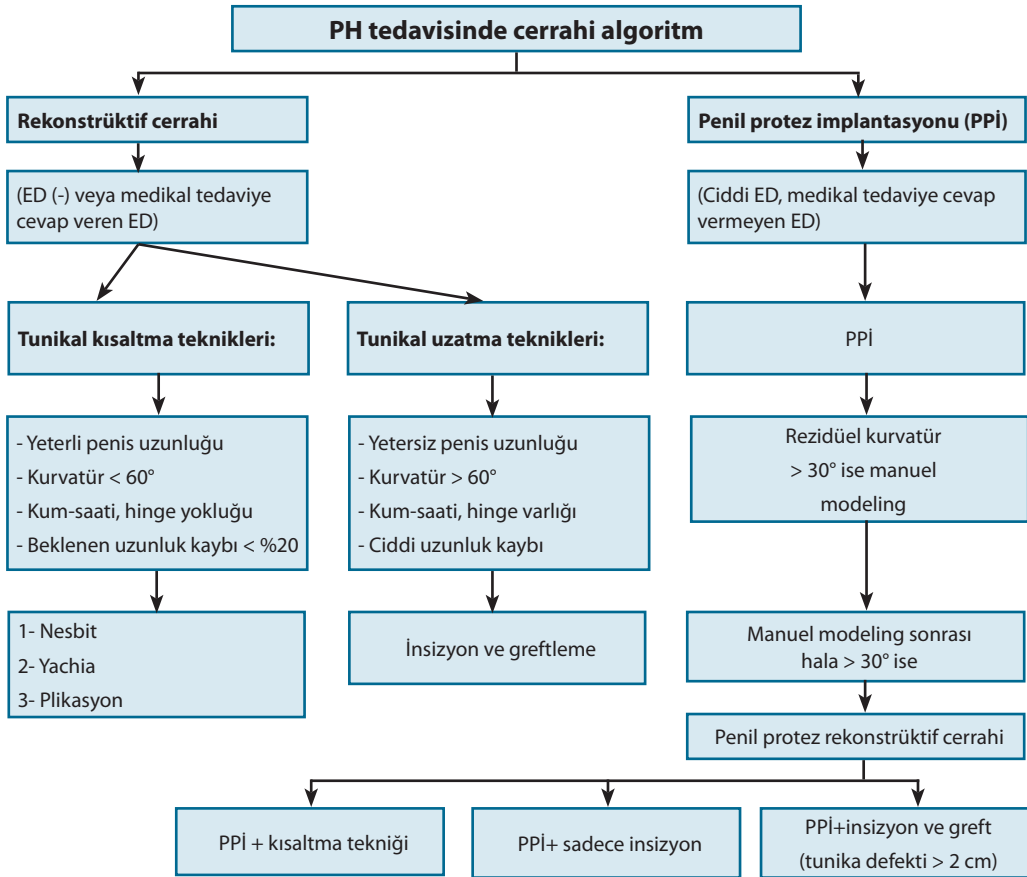 PH tedavisinde cerrahi algoritm
Rekonstrüktif cerrahi
Penil protez implantasyonu (PPİ)
(ED (-) veya medikal tedaviye
cevap veren ED)
(Ciddi ED, medikal tedaviye cevap
vermeyen ED)
Tunikal kısaltma teknikleri:
Tunikal uzatma teknikleri:
PPİ
- Yeterli penis uzunluğu
- Kurvatür < 60°
- Kum-saati, hinge yokluğu
- Beklenen uzunluk kaybı < %20
- Yetersiz penis uzunluğu
- Kurvatür > 60°
- Kum-saati, hinge varlığı
- Ciddi uzunluk kaybı
Rezidüel kurvatür
> 30° ise manuel
modeling
1- Nesbit
2- Yachia
3- Plikasyon
İnsizyon ve greftleme
Manuel modeling sonrası
hala > 30° ise
Penil protez rekonstrüktif cerrahi
PPİ + kısaltma tekniği
PPİ+ sadece insizyon
PPİ+insizyon ve greft
(tunika defekti > 2 cm)